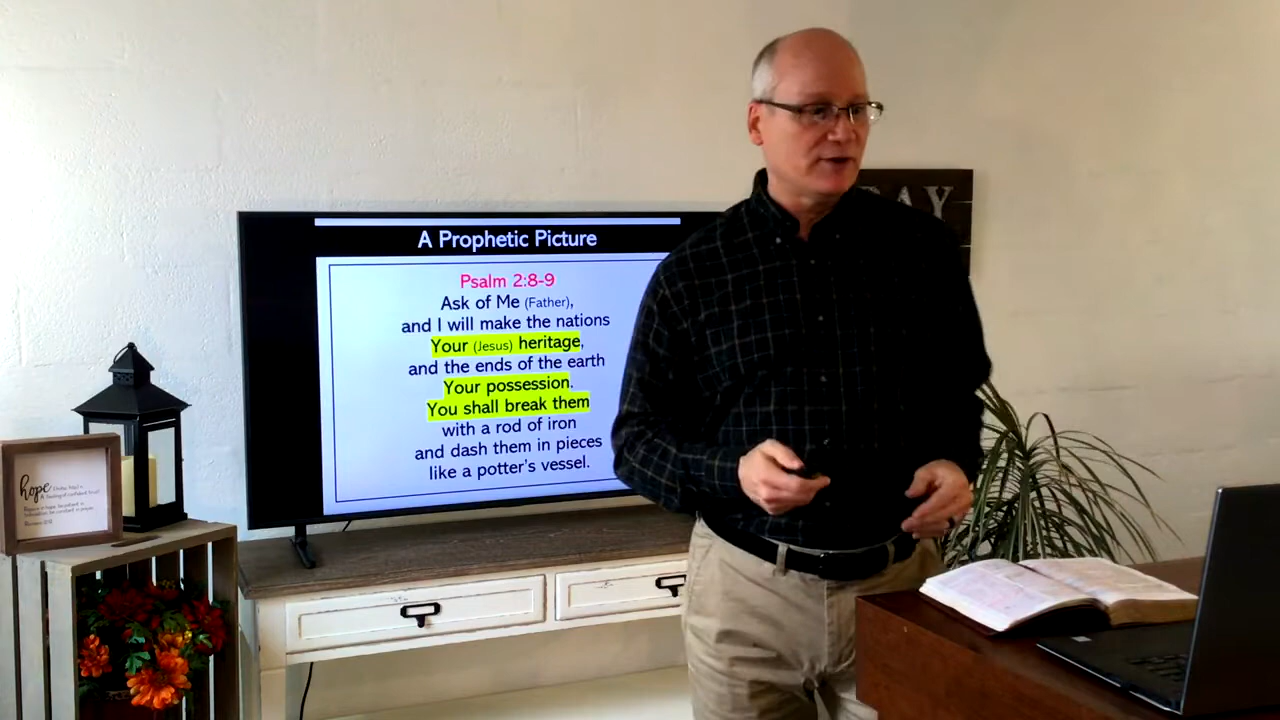 A Prophetic Picture
Psalm 2:8-9
Ask of Me (Father),
and I will make the nations
Your (Jesus) heritage,
and the ends of the earth
Your possession.
You shall break them
with a rod of iron
and dash them in pieces
like a potter's vessel.
AY
hope